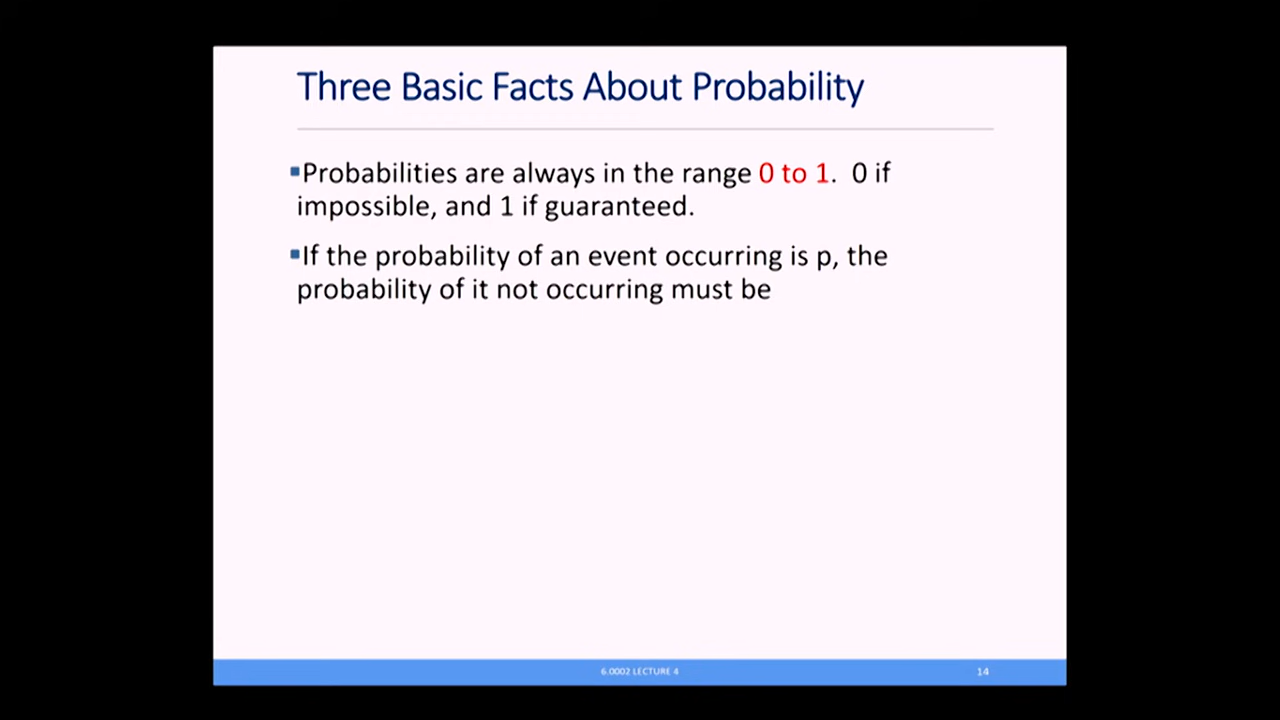 Three Basic Facts About Probability
▪Probabilities are always in the range 0 to 1.  0 if
impossible, and 1 if guaranteed.
▪If the probability of an event occurring is p, the
probability of it not occurring must be
6.0002 LECTURE 4
14